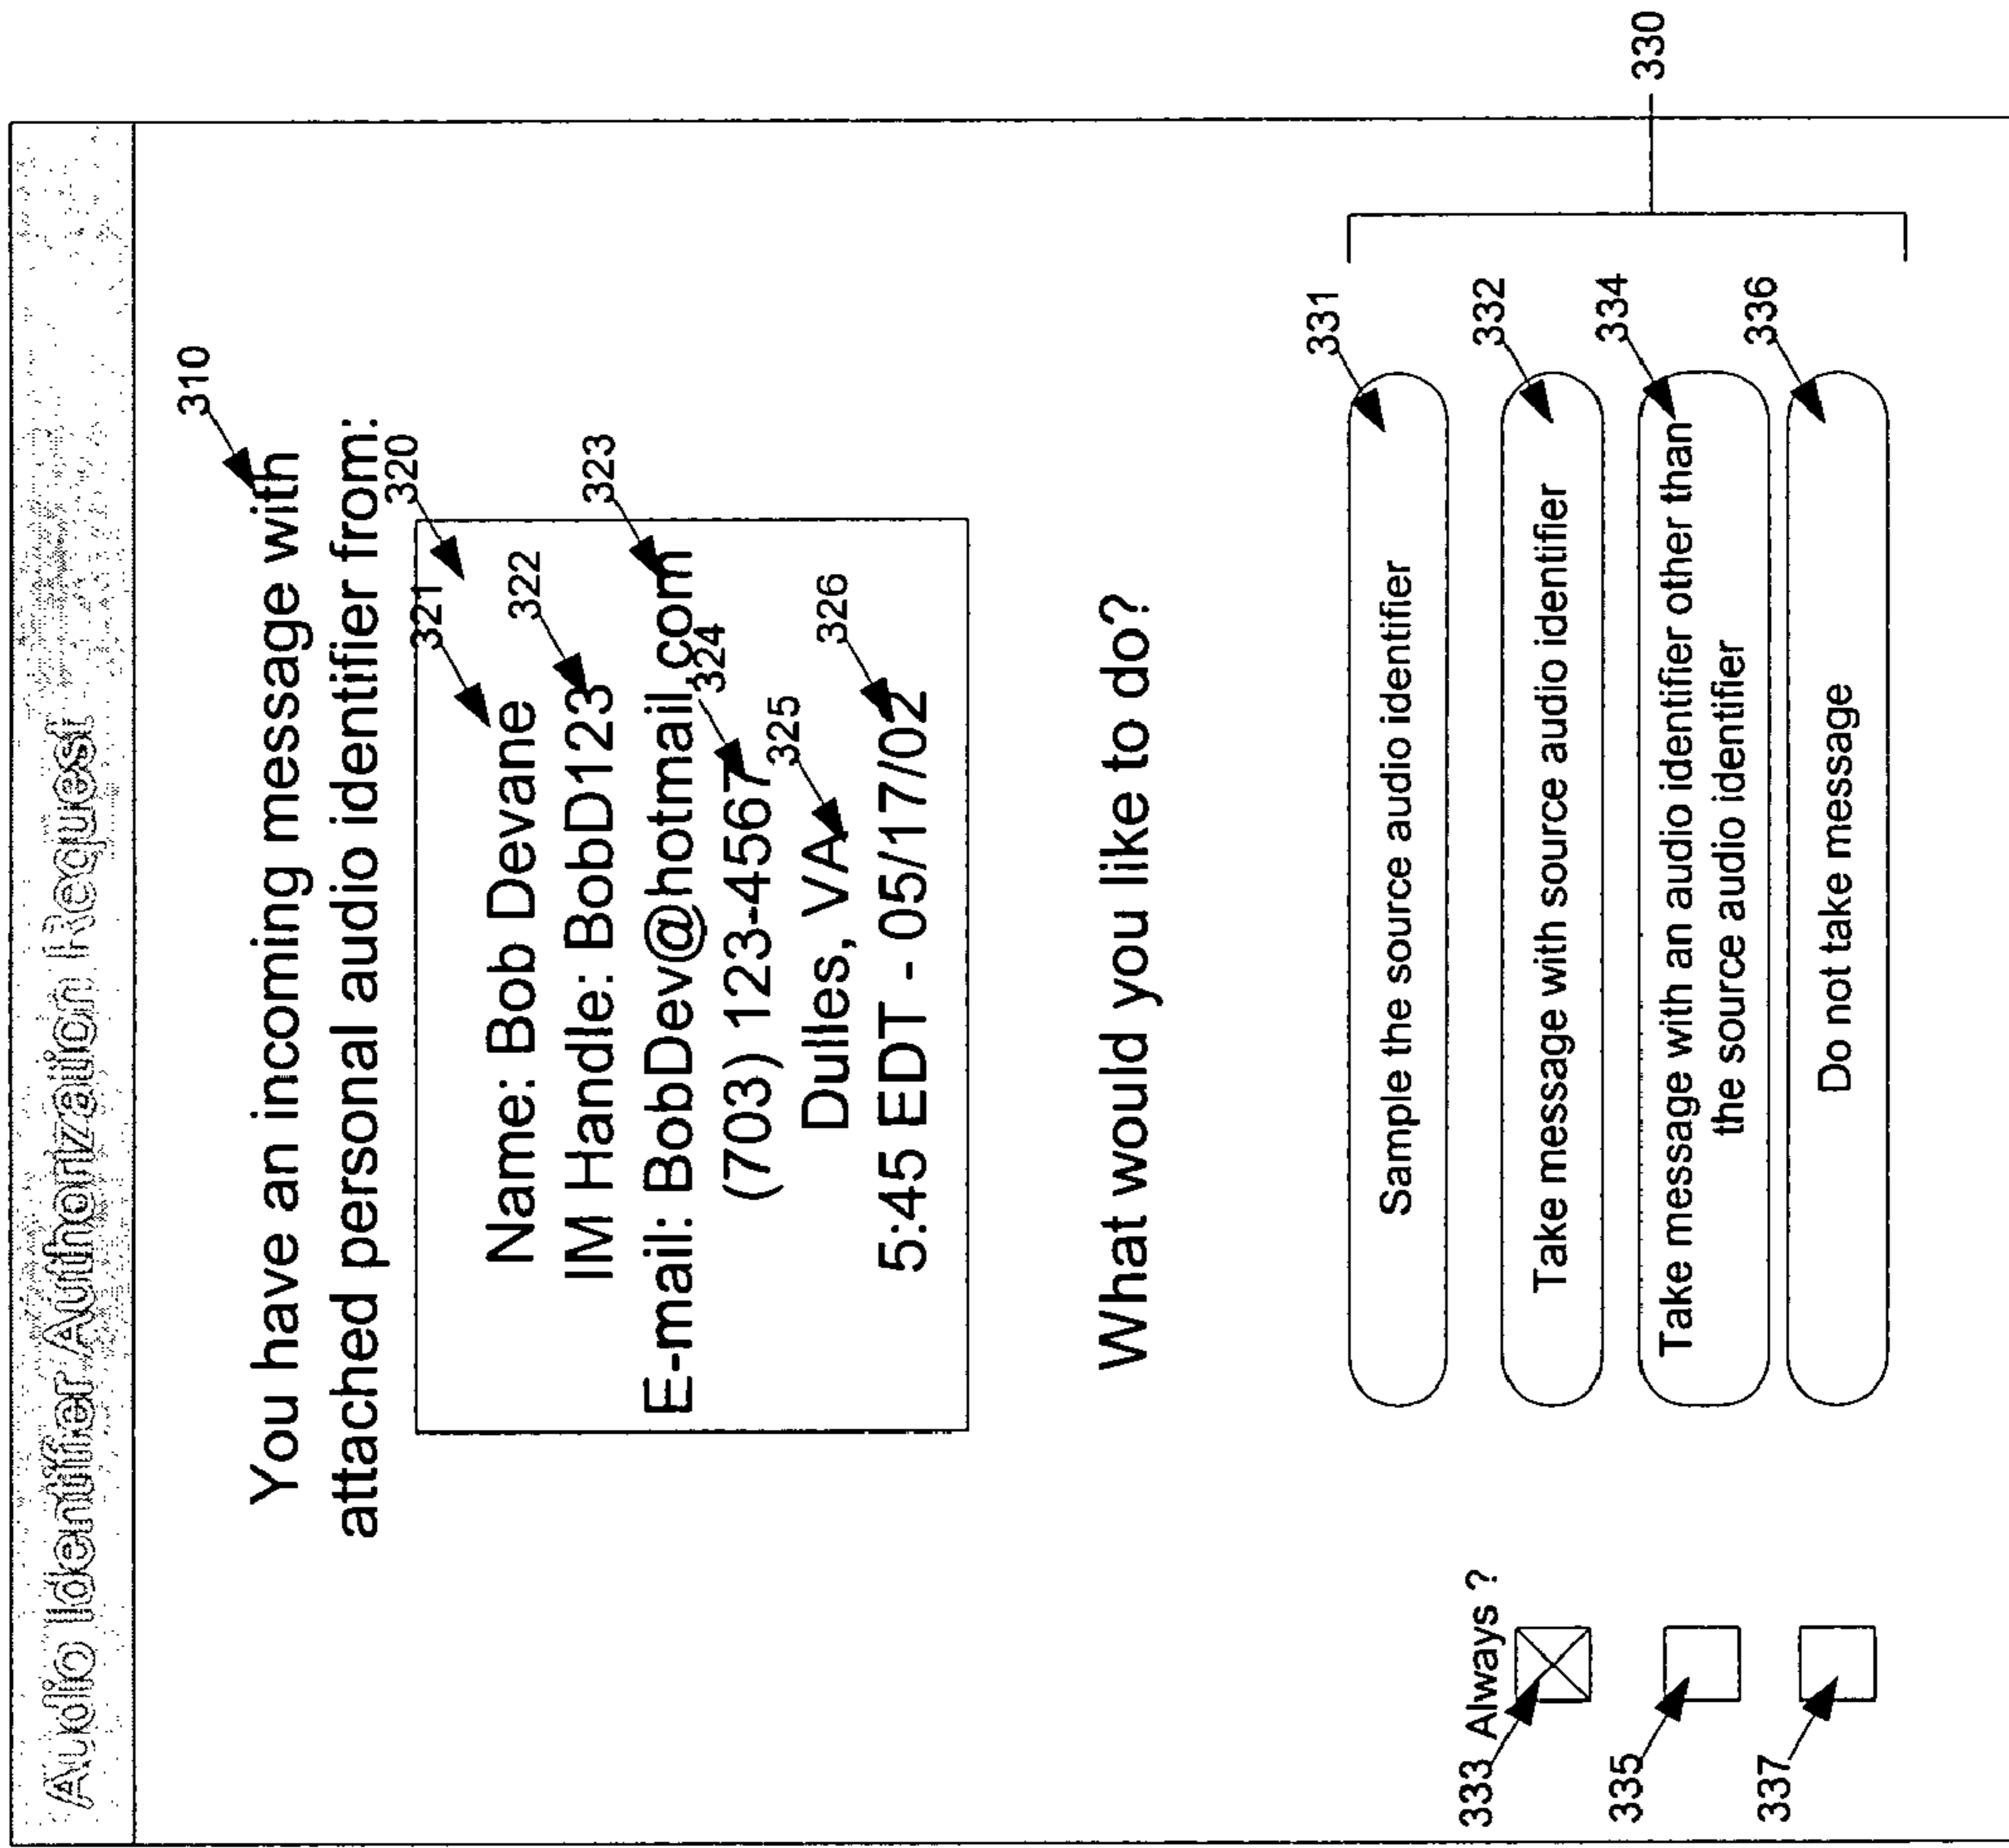 Audio Identifier Authorization Request
310
You have an incoming message with
attached personal audio identifier from:
320
321
Name: Bob Devane
322
IM Handle: BobD123
323
E-mail: BobDev@hotmail.com
324
(703) 123-4567
325
Dulles, VA
326
5:45 EDT - 05/17/02
What would you like to do?
331
Sample the source audio identifier
333 Always ?
332
Take message with source audio identifier
330
335
334
Take message with an audio identifier other than
the source audio identifier
337
336
Do not take message